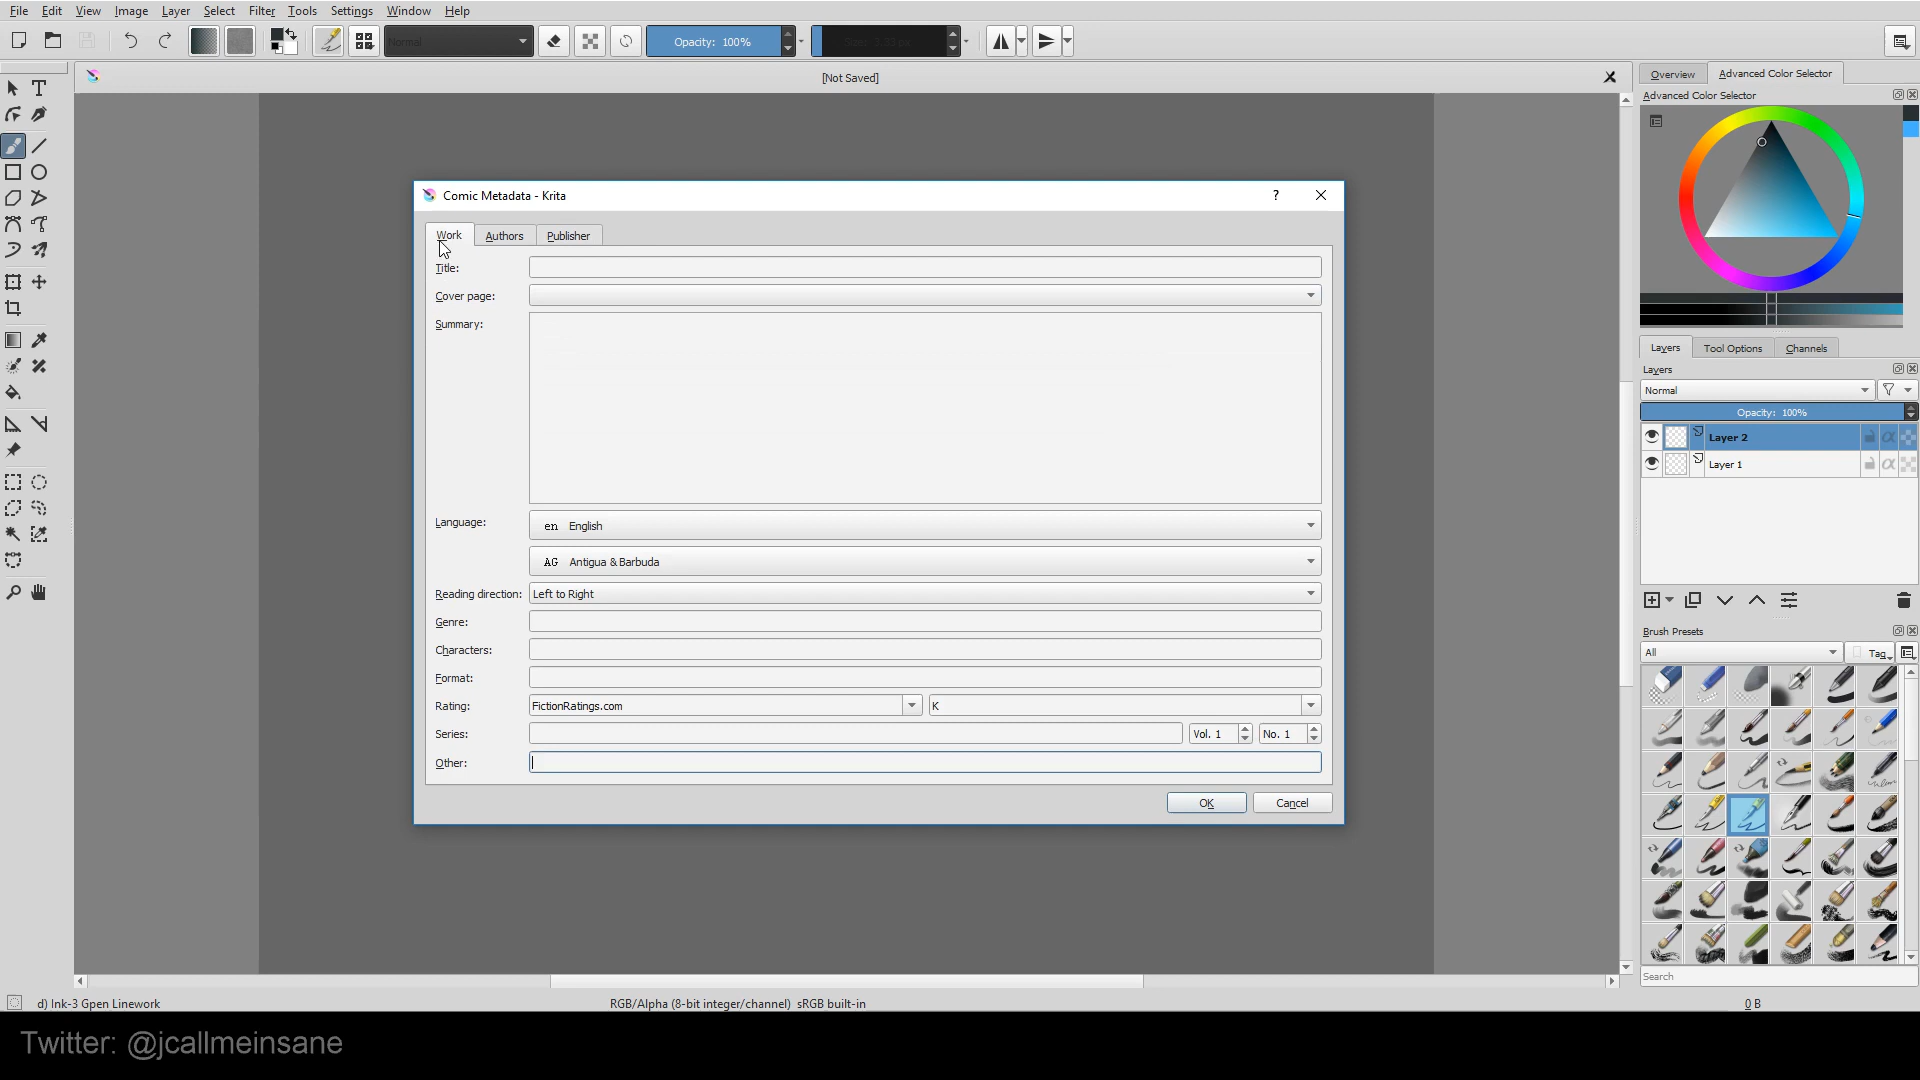 File Edit View Image Layer Select Filter Tools Settings Window Help
Normal Opacity: 100%
[Not Saved]
Overview Advanced Color Selector
Advanced Color Selector
Comic Metadata - Krita ?
Work Authors Publisher
Title:
Cover page:
Summary:
Language: en English
AG Antigua & Barbuda
Reading direction: Left to Right
Genre:
Characters:
Format:
Rating: FictionRatings.com K
Series: Vol. 1 No. 1
Other:
OK Cancel
Layers Tool Options Channels
Layers
Normal
Opacity: 100%
Layer 2
Layer 1
Brush Presets
All Tag
Search
d) Ink-3 Gpen Linework RGB/Alpha (8-bit integer/channel) sRGB built-in 0 B
Twitter: @jcallmeinsane